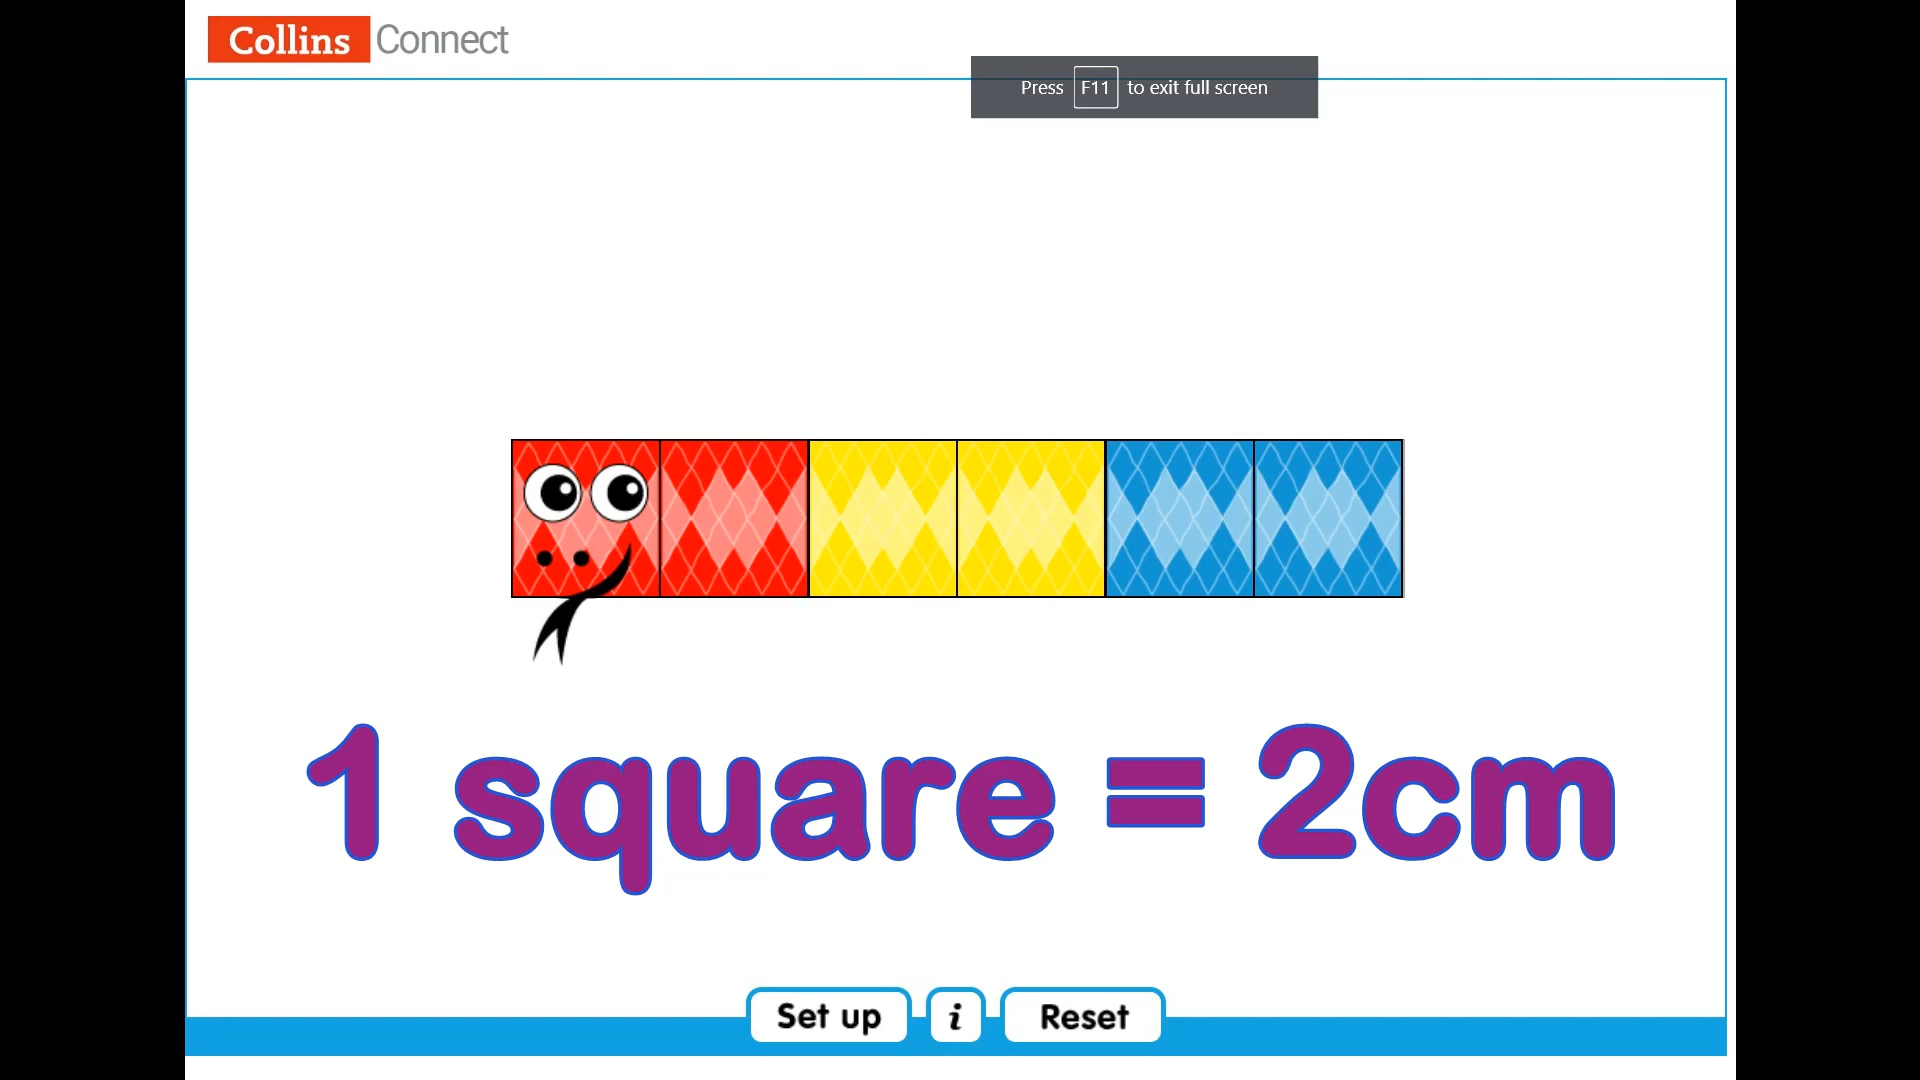 Collins Connect
Press F11 to exit full screen
1 square = 2cm
Set up i Reset